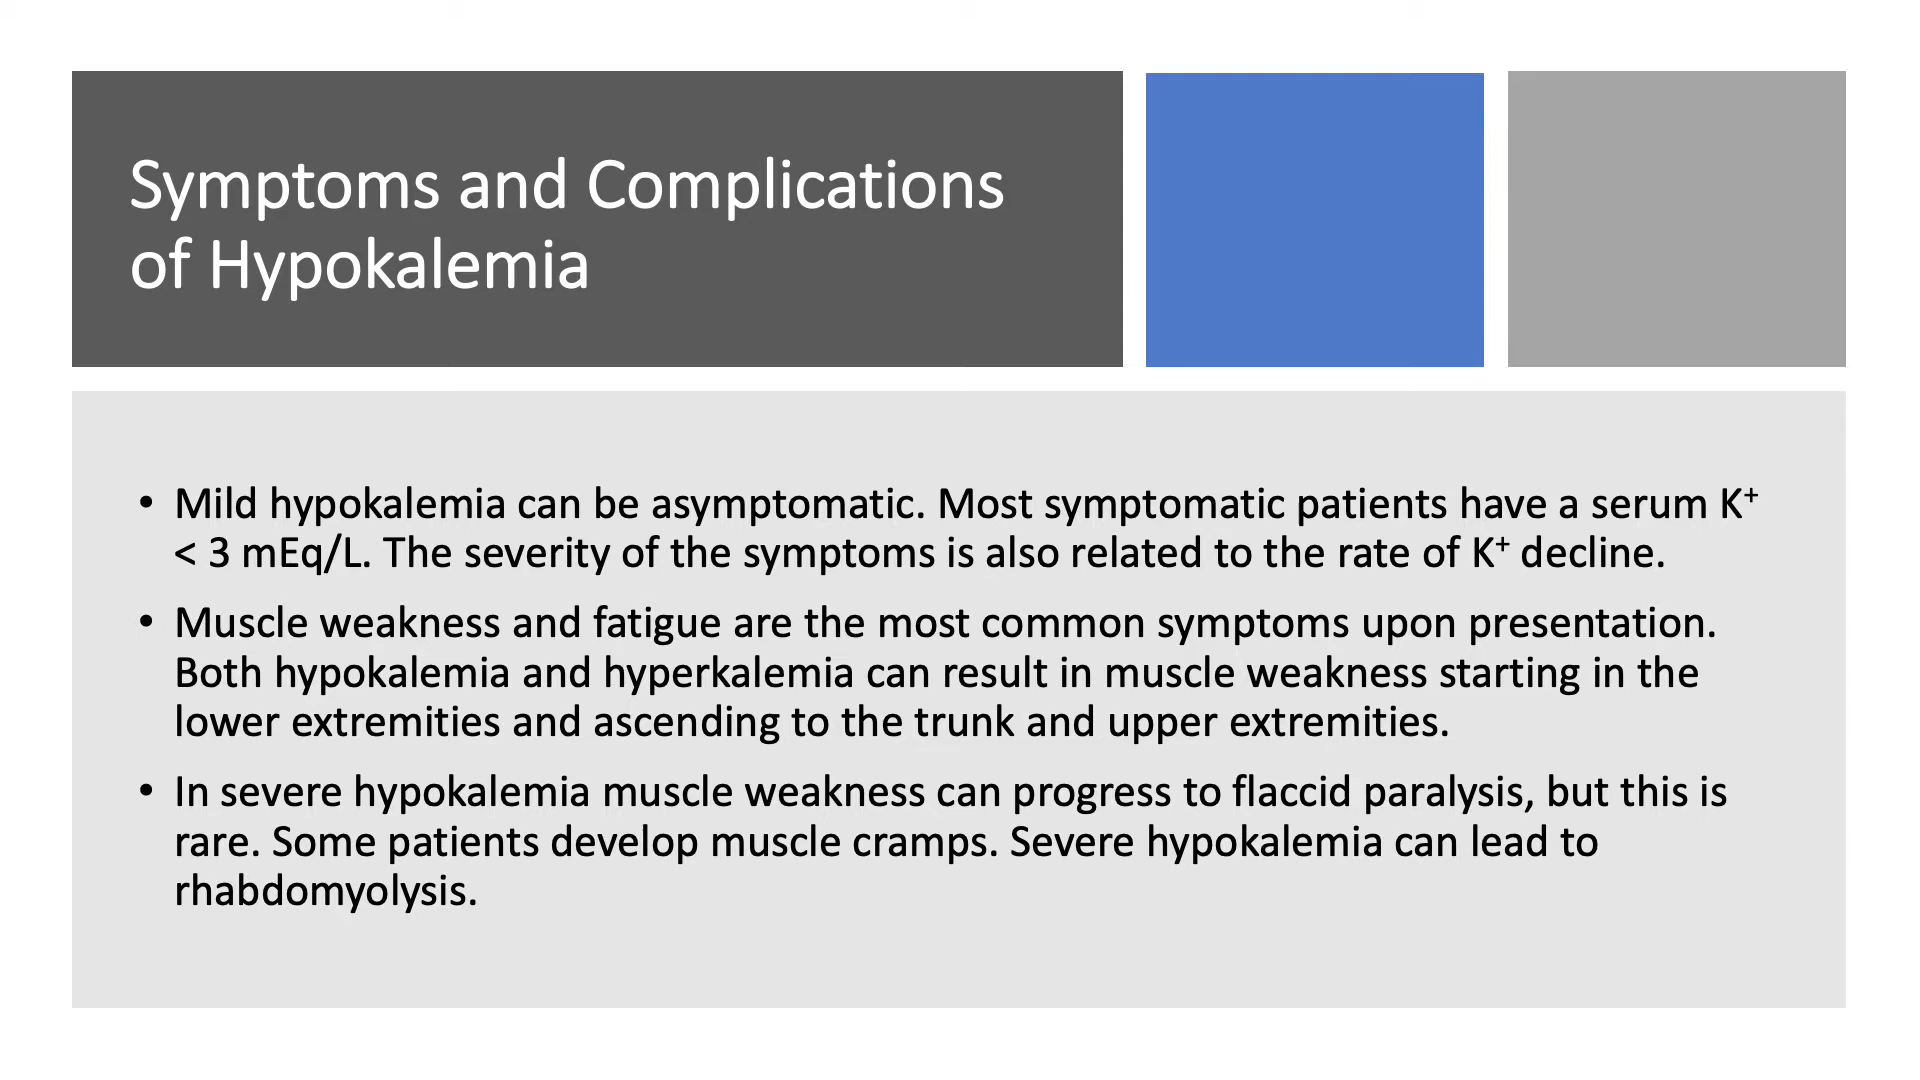 Symptoms and Complications
of Hypokalemia
• Mild hypokalemia can be asymptomatic. Most symptomatic patients have a serum K⁺
< 3 mEq/L. The severity of the symptoms is also related to the rate of K⁺ decline.
• Muscle weakness and fatigue are the most common symptoms upon presentation.
Both hypokalemia and hyperkalemia can result in muscle weakness starting in the
lower extremities and ascending to the trunk and upper extremities.
• In severe hypokalemia muscle weakness can progress to flaccid paralysis, but this is
rare. Some patients develop muscle cramps. Severe hypokalemia can lead to
rhabdomyolysis.